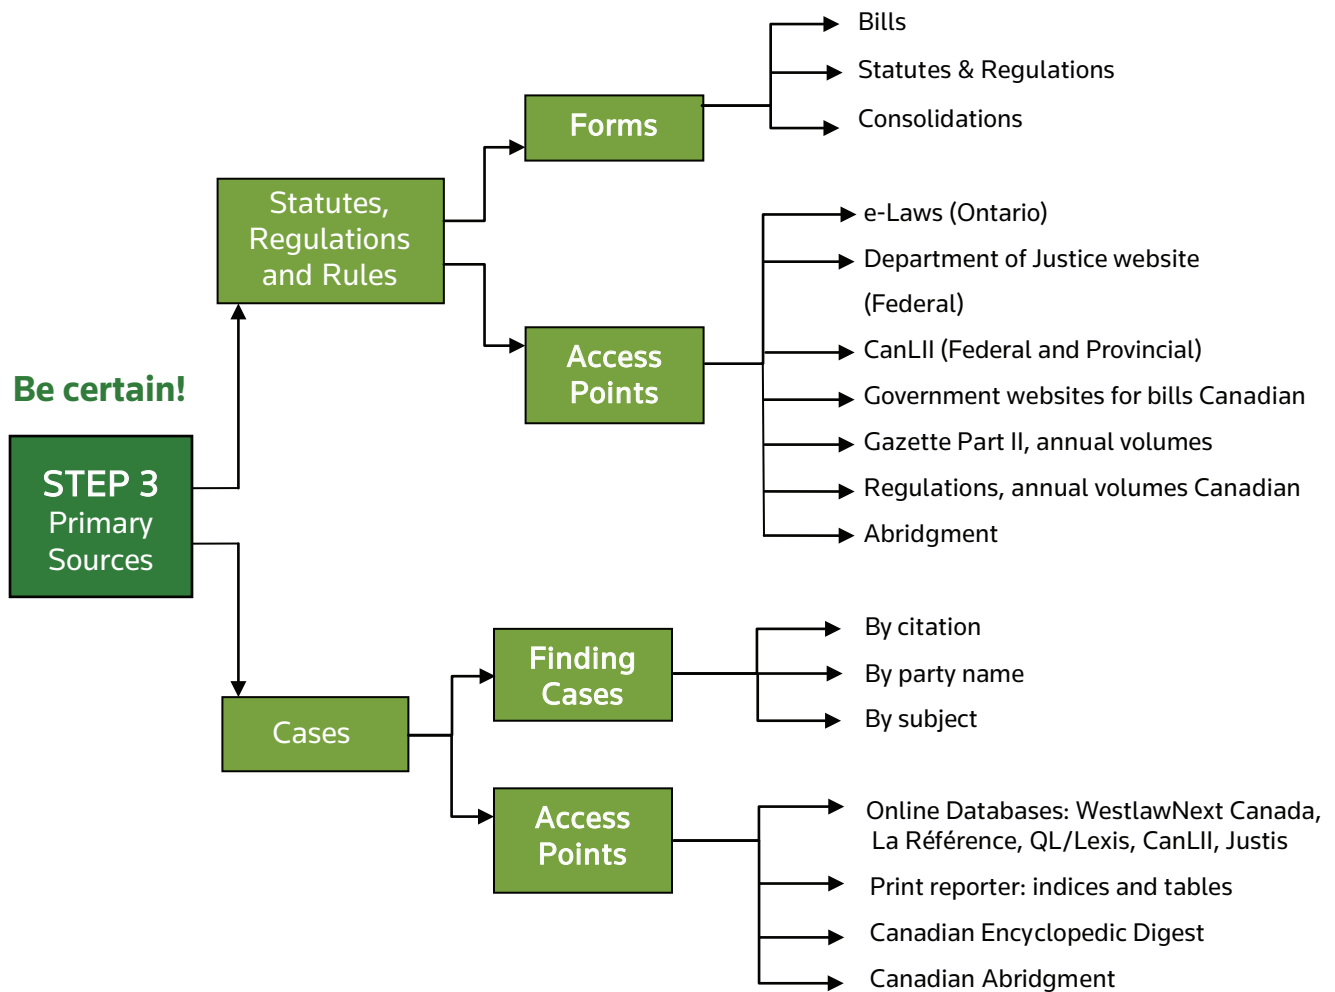 Be certain!
STEP 3
Primary
Sources
Statutes,
Regulations
and Rules
Forms
Bills
Statutes & Regulations
Consolidations
Access
Points
e-Laws (Ontario)
Department of Justice website
(Federal)
CanLII (Federal and Provincial)
Government websites for bills Canadian
Gazette Part II, annual volumes
Regulations, annual volumes Canadian
Abridgment
Cases
Finding
Cases
By citation
By party name
By subject
Access
Points
Online Databases: WestlawNext Canada,
La Référence, QL/Lexis, CanLII, Justis
Print reporter: indices and tables
Canadian Encyclopedic Digest
Canadian Abridgment